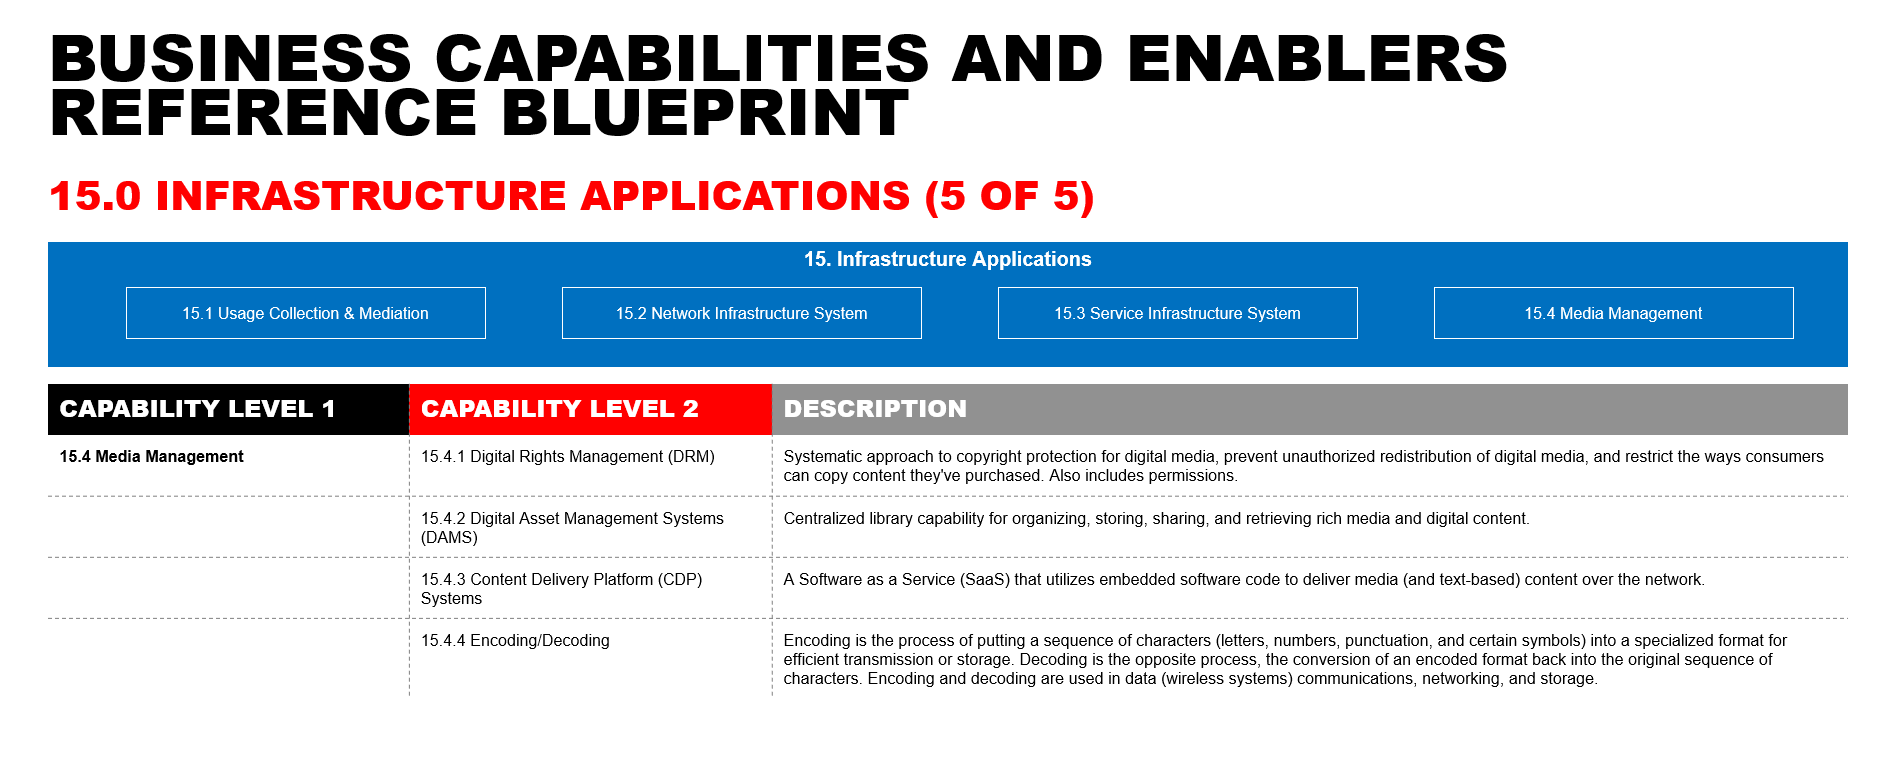 BUSINESS CAPABILITIES AND ENABLERS
REFERENCE BLUEPRINT
15.0 INFRASTRUCTURE APPLICATIONS (5 OF 5)
15. Infrastructure Applications
15.1 Usage Collection & Mediation
15.2 Network Infrastructure System
15.3 Service Infrastructure System
15.4 Media Management
CAPABILITY LEVEL 1
CAPABILITY LEVEL 2
DESCRIPTION
15.4 Media Management
15.4.1 Digital Rights Management (DRM)
Systematic approach to copyright protection for digital media, prevent unauthorized redistribution of digital media, and restrict the ways consumers
can copy content they've purchased. Also includes permissions.
15.4.2 Digital Asset Management Systems
(DAMS)
Centralized library capability for organizing, storing, sharing, and retrieving rich media and digital content.
15.4.3 Content Delivery Platform (CDP)
Systems
A Software as a Service (SaaS) that utilizes embedded software code to deliver media (and text-based) content over the network.
15.4.4 Encoding/Decoding
Encoding is the process of putting a sequence of characters (letters, numbers, punctuation, and certain symbols) into a specialized format for
efficient transmission or storage. Decoding is the opposite process, the conversion of an encoded format back into the original sequence of
characters. Encoding and decoding are used in data (wireless systems) communications, networking, and storage.